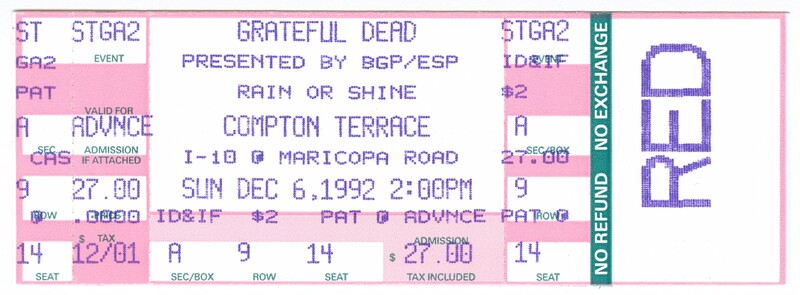 ST STGA2 GRATEFUL DEAD STGA2
EVENT EVENT
GA2 PRESENTED BY BGP/ESP ID&IF
PAT RAIN OR SHINE $2
VALID FOR
A ADVNCE COMPTON TERRACE A
SEC ADMISSION SEC/BOX
IF ATTACHED
CAS I-10 @ MARICOPA ROAD 27.00
9 27.00 SUN DEC 6,1992 2:00PM 9
ROW PRICE ROW
@ .0000 ID&IF $2 PAT @ ADVNCE PAT @
$ TAX ADMISSION
14 12/01 A 9 14 $ 27.00 14
SEAT SEC/BOX ROW SEAT TAX INCLUDED SEAT
NO REFUND NO EXCHANGE
RED